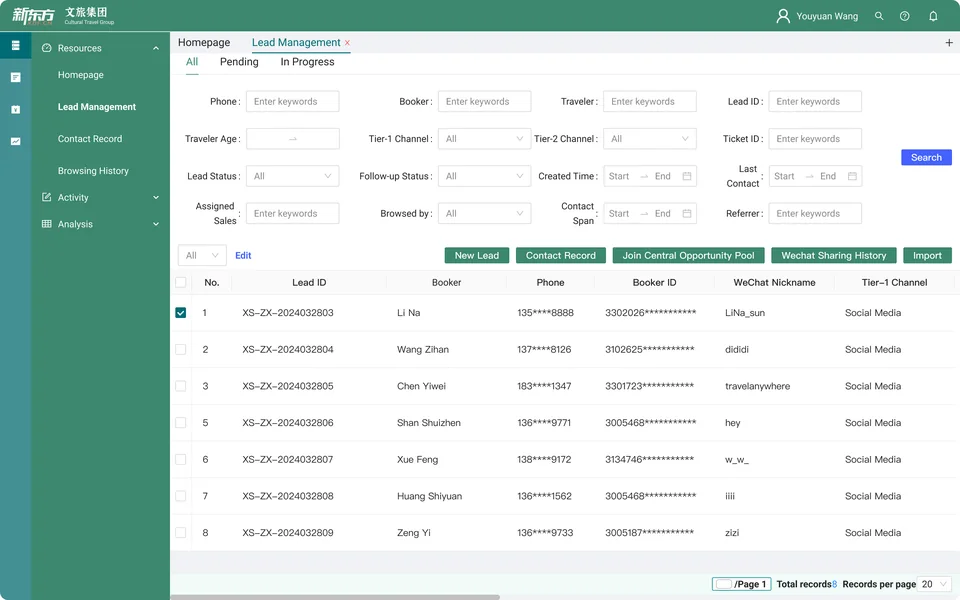 新东方 文旅集团
Cultural Travel Group
Youyuan Wang
Resources
Homepage
Lead Management
Contact Record
Browsing History
Activity
Analysis
Homepage Lead Management × +
All Pending In Progress
Phone : Enter keywords Booker : Enter keywords Traveler : Enter keywords Lead ID : Enter keywords
Traveler Age : → Tier-1 Channel : All Tier-2 Channel : All Ticket ID : Enter keywords
Search
Lead Status : All Follow-up Status : All Created Time : Start → End Last Contact : Start → End
Assigned Sales : Enter keywords Browsed by : All Contact Span : Start → End Referrer : Enter keywords
All Edit New Lead Contact Record Join Central Opportunity Pool Wechat Sharing History Import
No. Lead ID Booker Phone Booker ID WeChat Nickname Tier-1 Channel
1 XS-ZX-2024032803 Li Na 135****8888 3302026*********** LiNa_sun Social Media
2 XS-ZX-2024032804 Wang Zihan 137****8126 3102625*********** dididi Social Media
3 XS-ZX-2024032805 Chen Yiwei 183****1347 3301723*********** travelanywhere Social Media
5 XS-ZX-2024032806 Shan Shuizhen 136****9771 3005468*********** hey Social Media
6 XS-ZX-2024032807 Xue Feng 138****9172 3134746*********** w_w_ Social Media
7 XS-ZX-2024032808 Huang Shiyuan 136****1562 3005468*********** iiii Social Media
8 XS-ZX-2024032809 Zeng Yi 136****9733 3005187*********** zizi Social Media
/Page 1 Total records8 Records per page 20